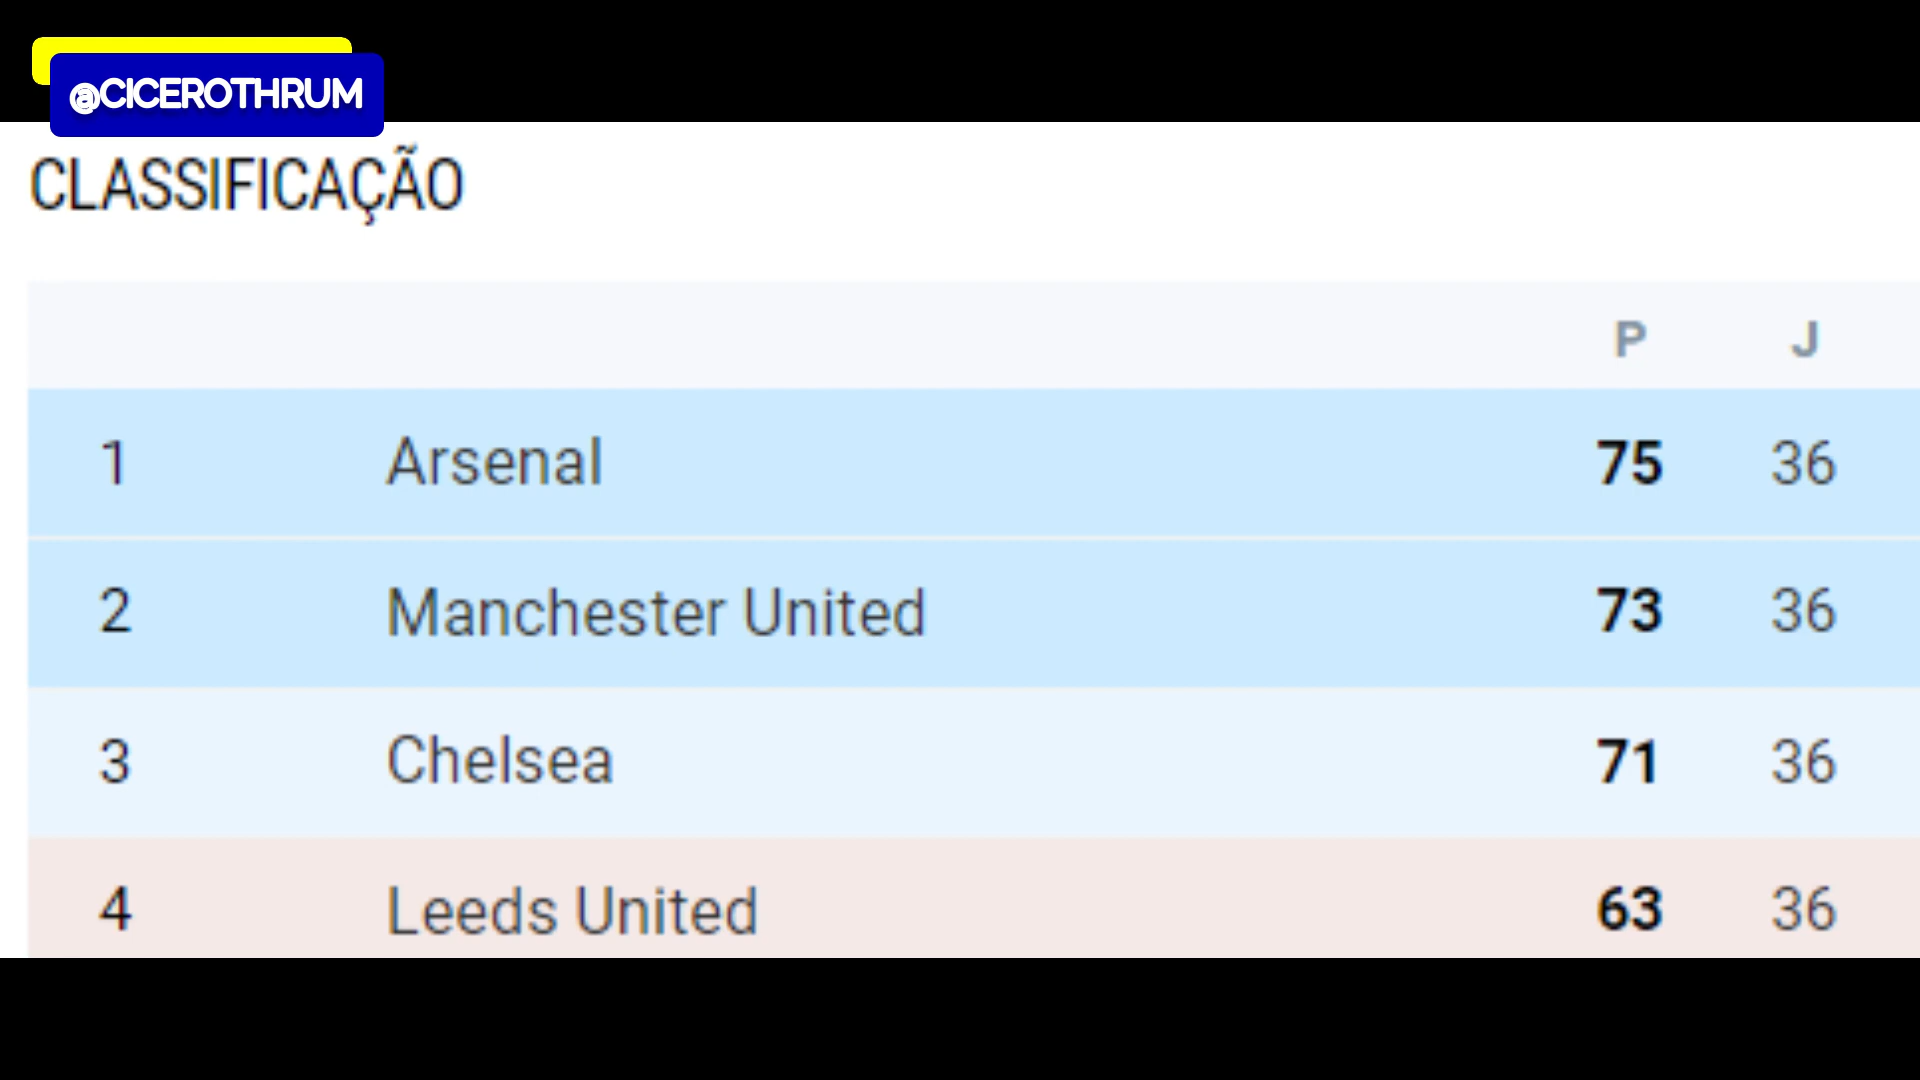 @CICEROTHRUM
CLASSIFICAÇÃO
P J
1 Arsenal 75 36
2 Manchester United 73 36
3 Chelsea 71 36
4 Leeds United 63 36